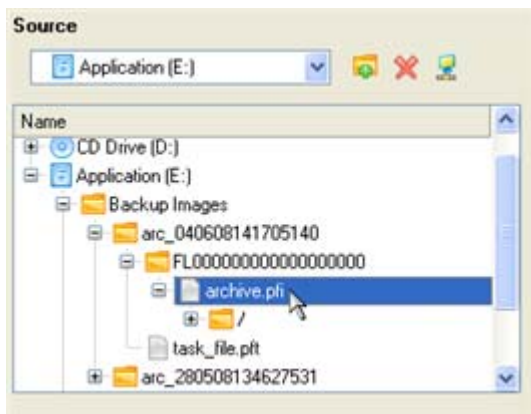 Source
Application (E:)
Name
CD Drive (D:)
Application (E:)
Backup Images
arc_040608141705140
FL000000000000000000
archive.pfi
/
task_file.pft
arc_280508134627531